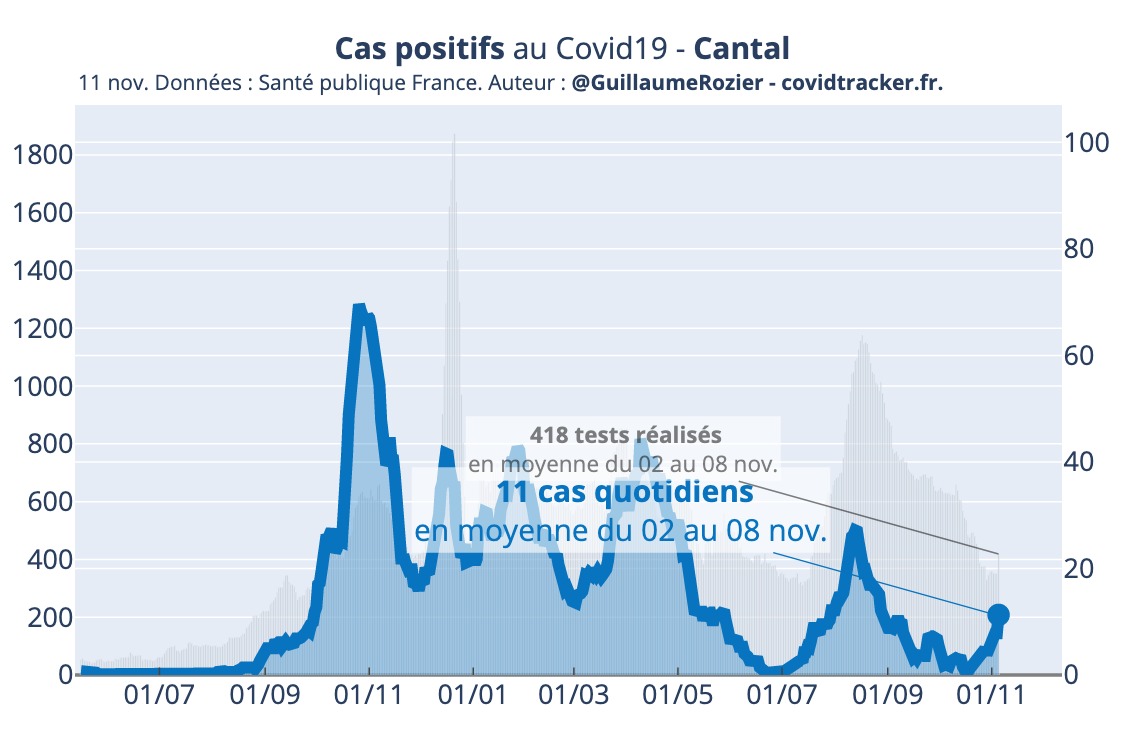 Cas positifs au Covid19 - Cantal
11 nov. Données : Santé publique France. Auteur : @GuillaumeRozier - covidtracker.fr.
1800
1600
1400
1200
1000
800
600
400
200
0
100
80
60
40
20
0
418 tests réalisés
en moyenne du 02 au 08 nov.
11 cas quotidiens
en moyenne du 02 au 08 nov.
01/07 01/09 01/11 01/01 01/03 01/05 01/07 01/09 01/11